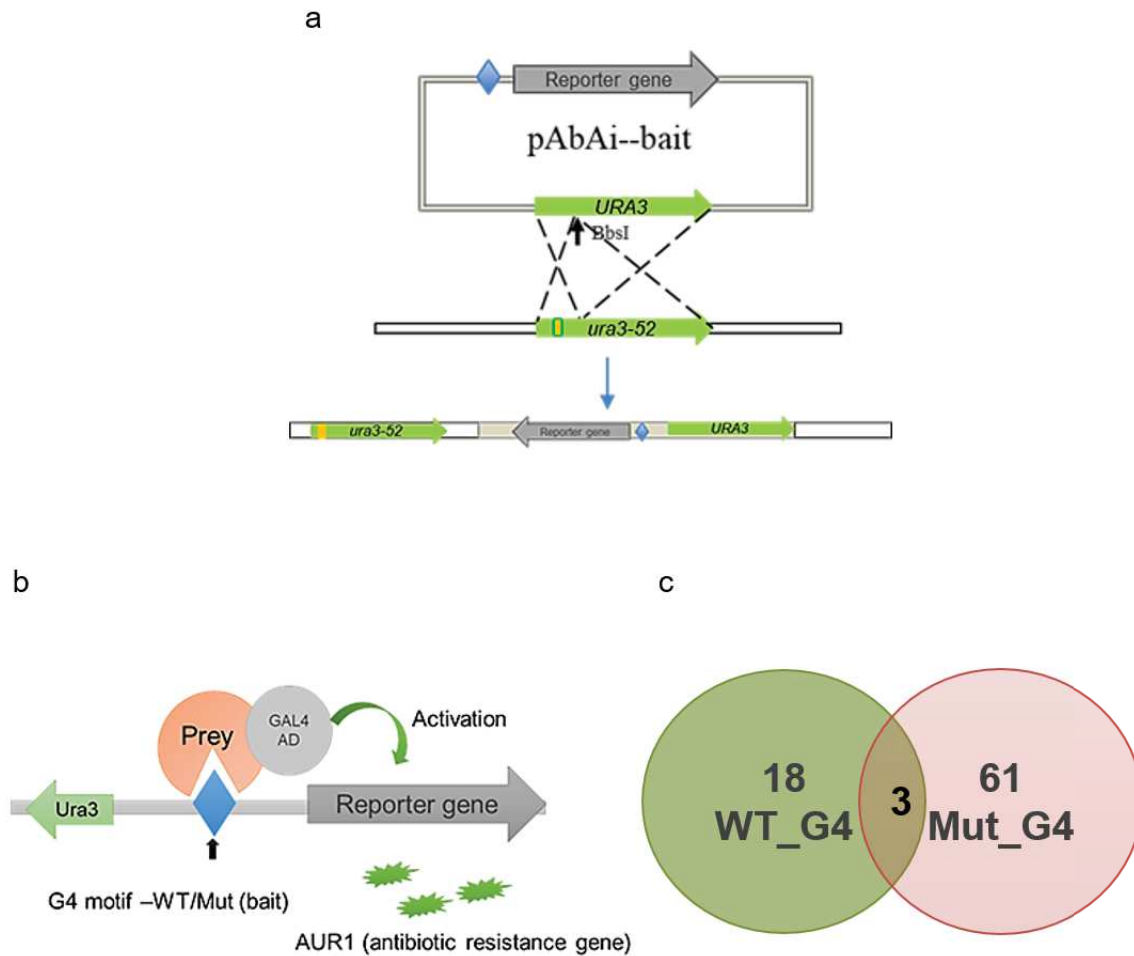 a
Reporter gene
pAbAi--bait
URA3
BbsI
ura3-52
ura3-52
Reporter gene
URA3
b
Prey
GAL4
AD
Activation
Ura3
Reporter gene
G4 motif –WT/Mut (bait)
AUR1 (antibiotic resistance gene)
c
18
WT_G4
3
61
Mut_G4